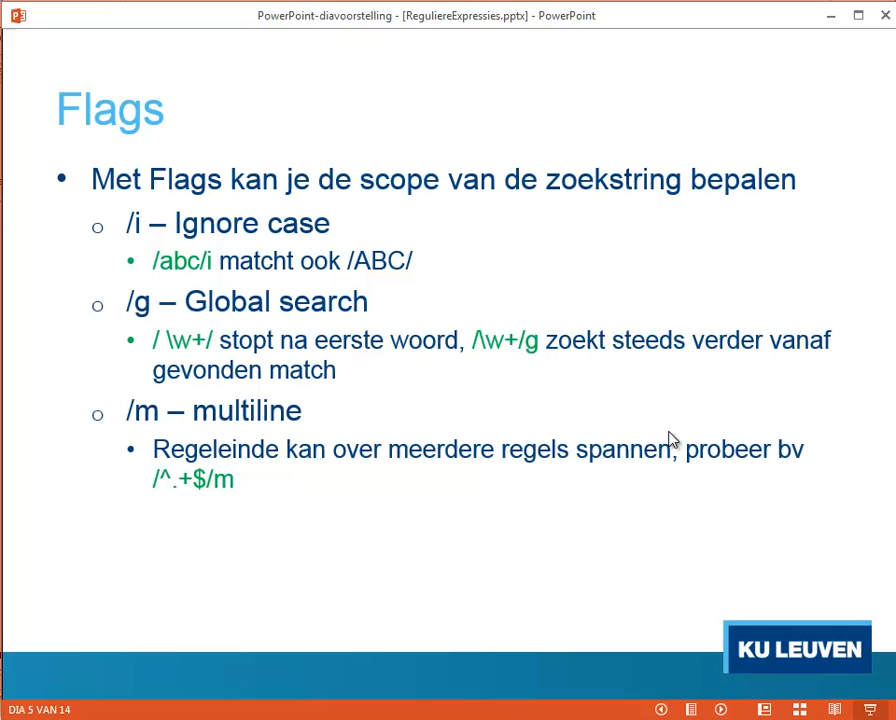 PowerPoint-diavoorstelling - [ReguliereExpressies.pptx] - PowerPoint
Flags
• Met Flags kan je de scope van de zoekstring bepalen
o /i – Ignore case
• /abc/i matcht ook /ABC/
o /g – Global search
• / \w+/ stopt na eerste woord, /\w+/g zoekt steeds verder vanaf
gevonden match
o /m – multiline
• Regeleinde kan over meerdere regels spannen, probeer bv
/^.+$/m
KU LEUVEN
DIA 5 VAN 14